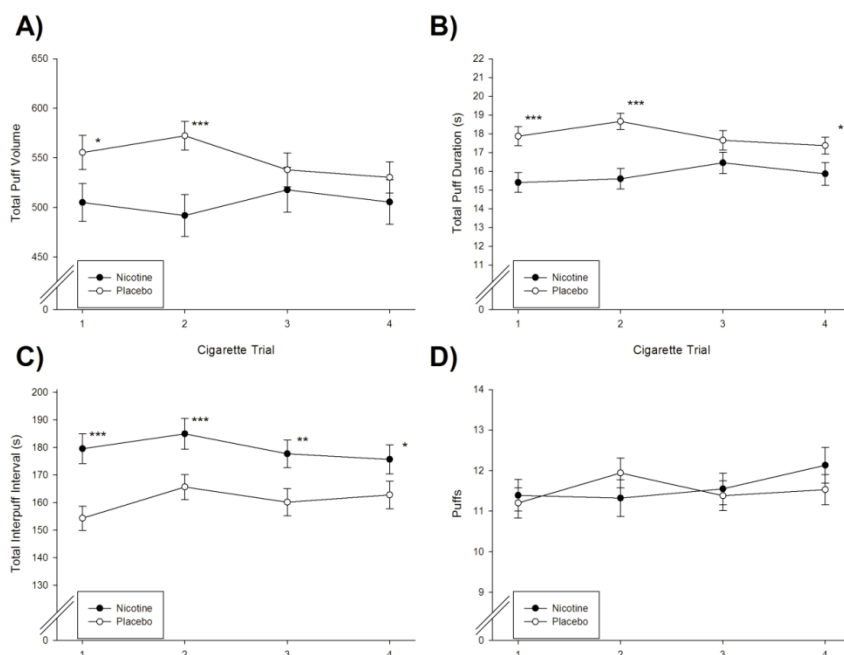 A)
650
600
550
500
450
0
Total Puff Volume
*
***
Nicotine
Placebo
1 2 3 4
Cigarette Trial
B)
22
21
20
19
18
17
16
15
14
13
12
11
0
Total Puff Duration (s)
***
***
*
Nicotine
Placebo
1 2 3 4
Cigarette Trial
C)
200
190
180
170
160
150
140
130
0
Total Interpuff Interval (s)
***
***
**
*
Nicotine
Placebo
1 2 3 4
D)
14
13
12
11
10
9
0
Puffs
Nicotine
Placebo
1 2 3 4